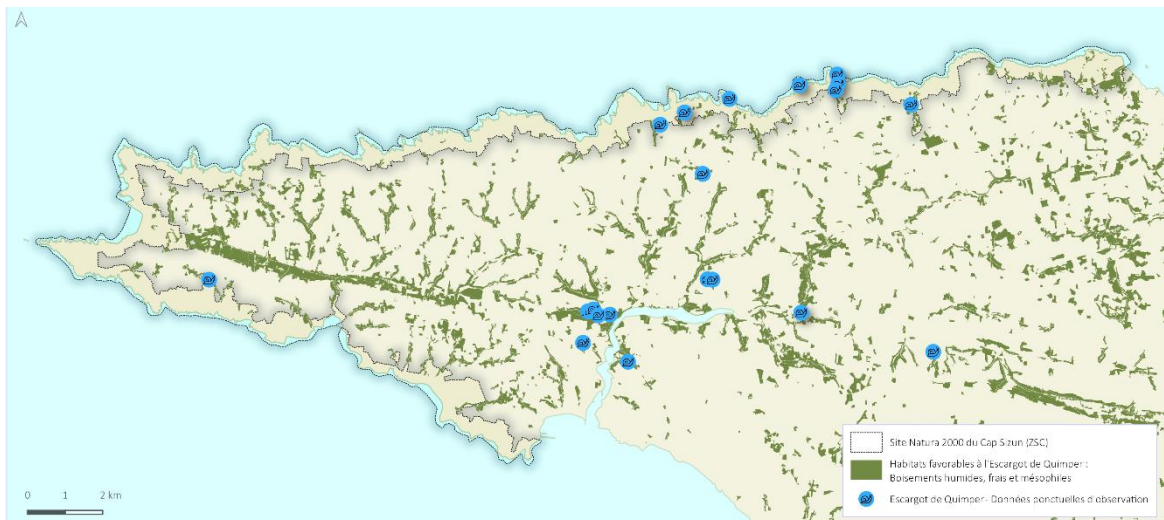 Site Natura 2000 du Cap Sizun (ZSC)
Habitats favorables à l'Escargot de Quimper :
Boisements humides, frais et mésophiles
Escargot de Quimper - Données ponctuelles d'observation
0 1 2 km